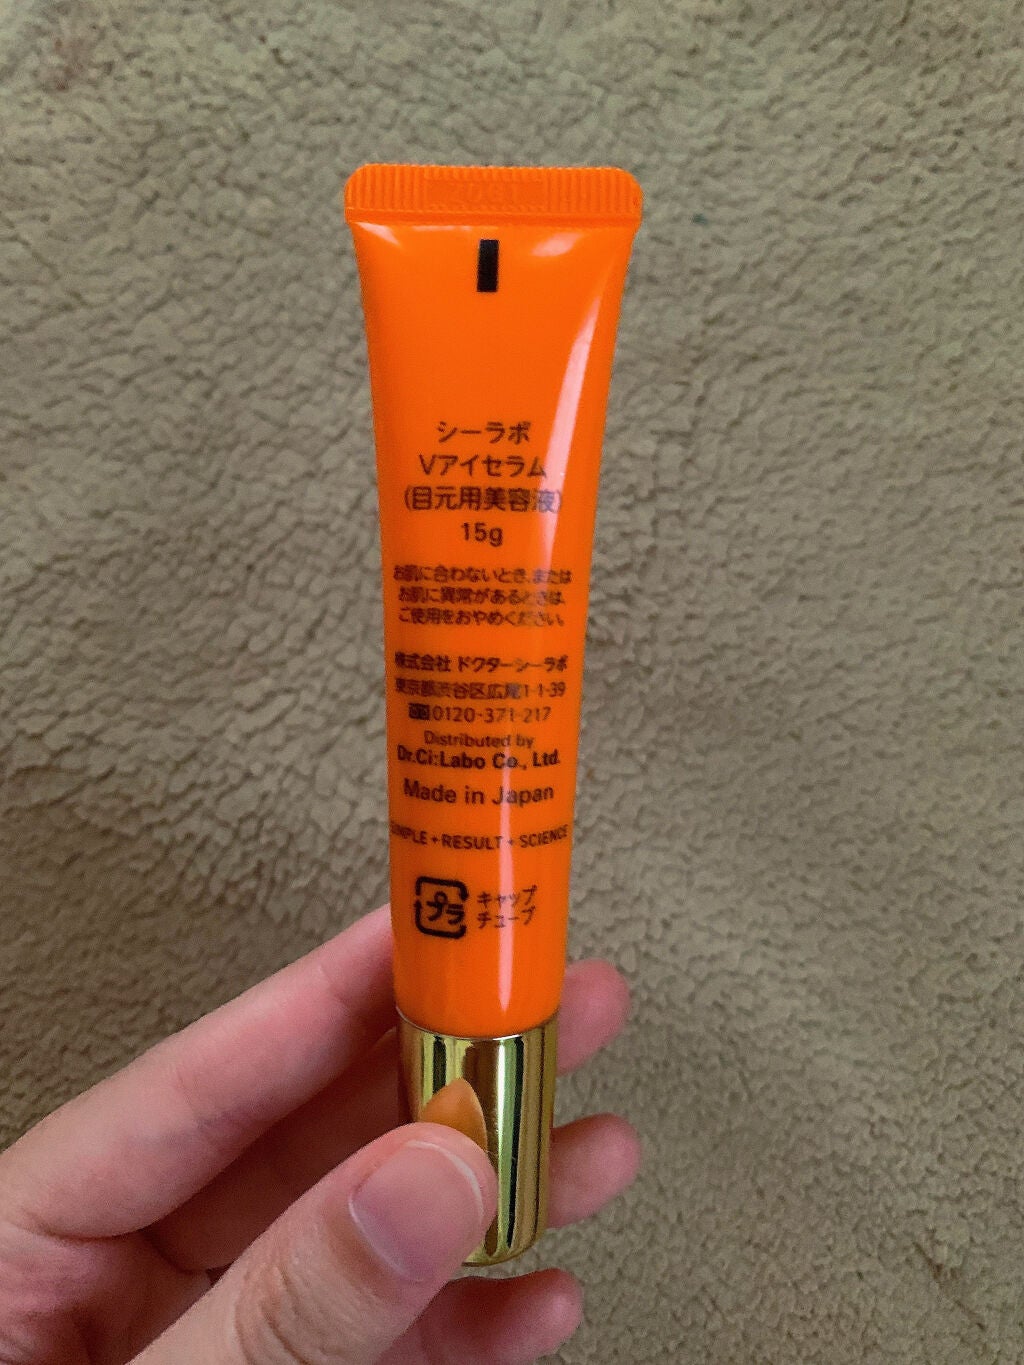 シーラボ
Vアイセラム
(目元用美容液)
15g
お肌に合わないとき、または
お肌に異常があるときは、
ご使用をおやめください。
株式会社 ドクターシーラボ
東京都渋谷区広尾1-1-39
0120-371-217
Distributed by
Dr.Ci:Labo Co., Ltd.
Made in Japan
SIMPLE + RESULT + SCIENCE
プラ
キャップ
チューブ